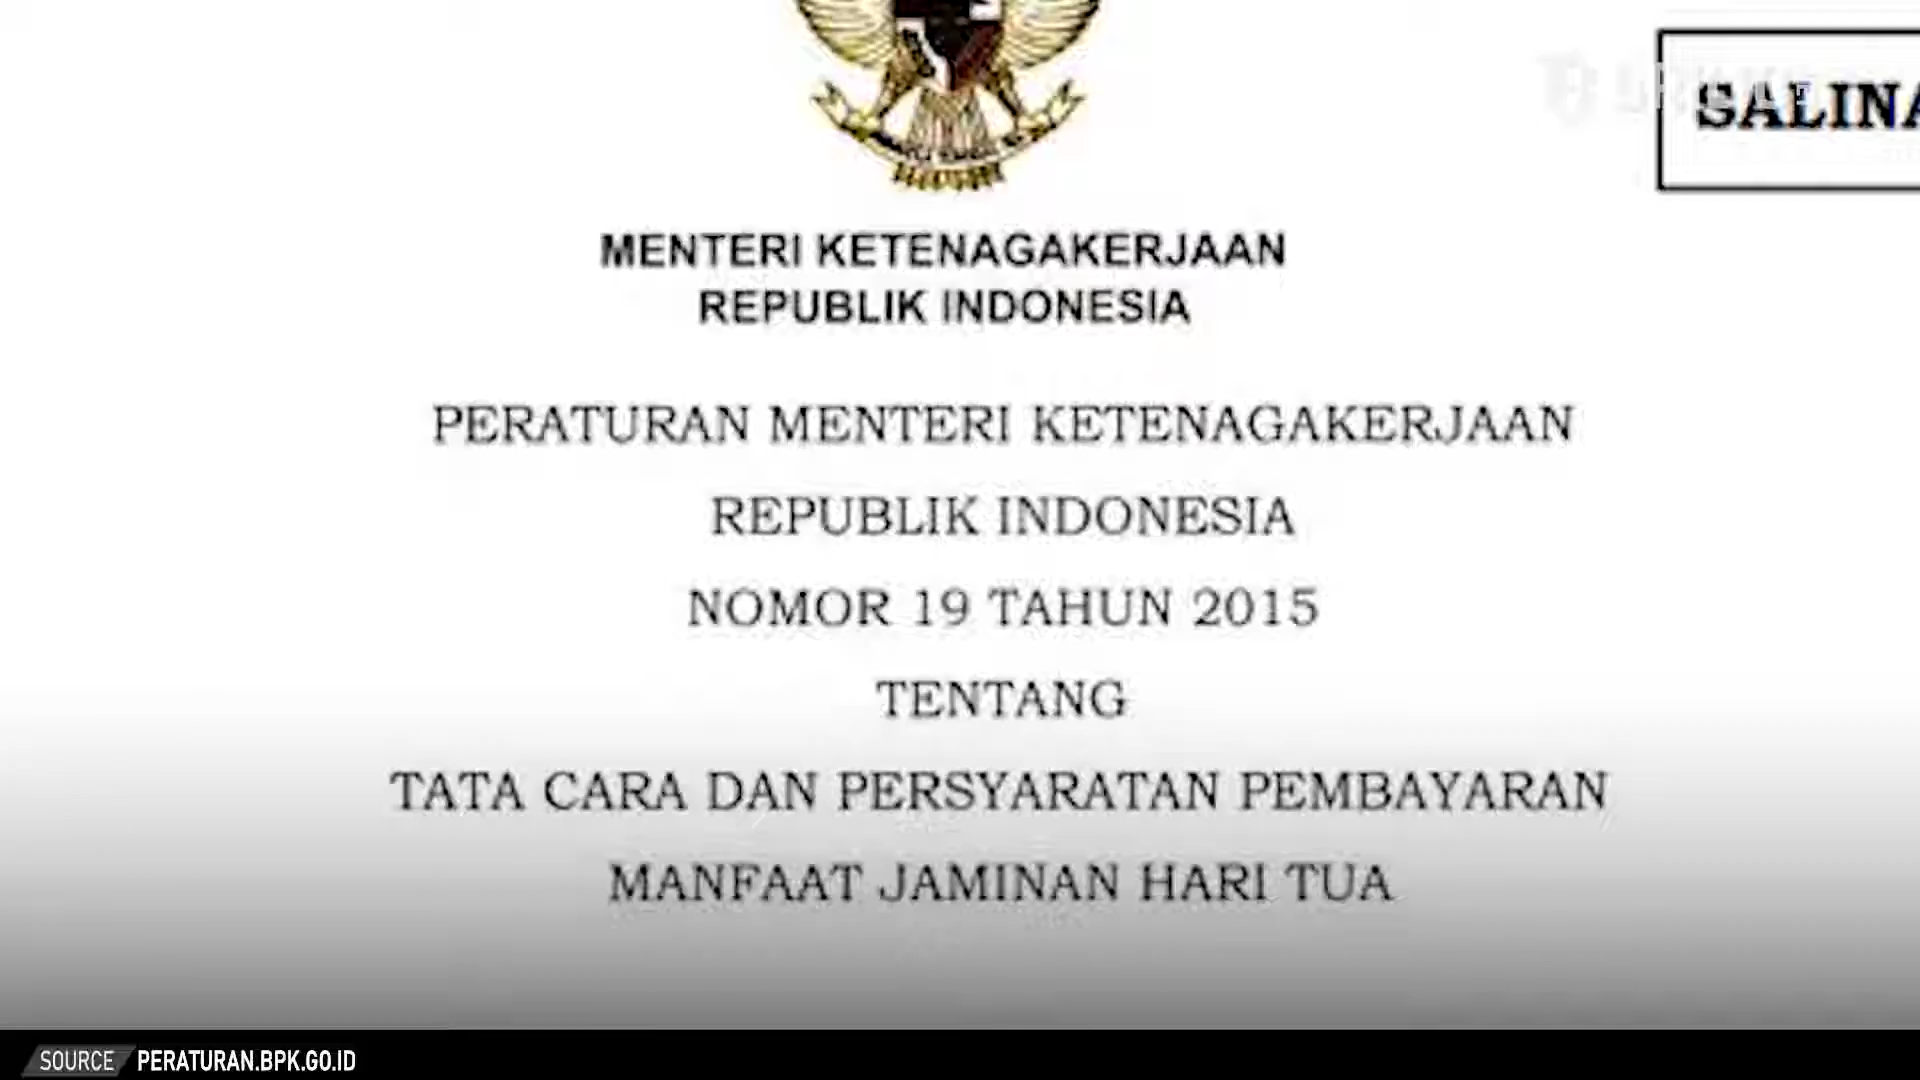 SALINA
MENTERI KETENAGAKERJAAN
REPUBLIK INDONESIA
PERATURAN MENTERI KETENAGAKERJAAN
REPUBLIK INDONESIA
NOMOR 19 TAHUN 2015
TENTANG
TATA CARA DAN PERSYARATAN PEMBAYARAN
MANFAAT JAMINAN HARI TUA
SOURCE PERATURAN.BPK.GO.ID